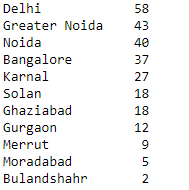 Delhi 58
Greater Noida 43
Noida 40
Bangalore 37
Karnal 27
Solan 18
Ghaziabad 18
Gurgaon 12
Merrut 9
Moradabad 5
Bulandshahr 2